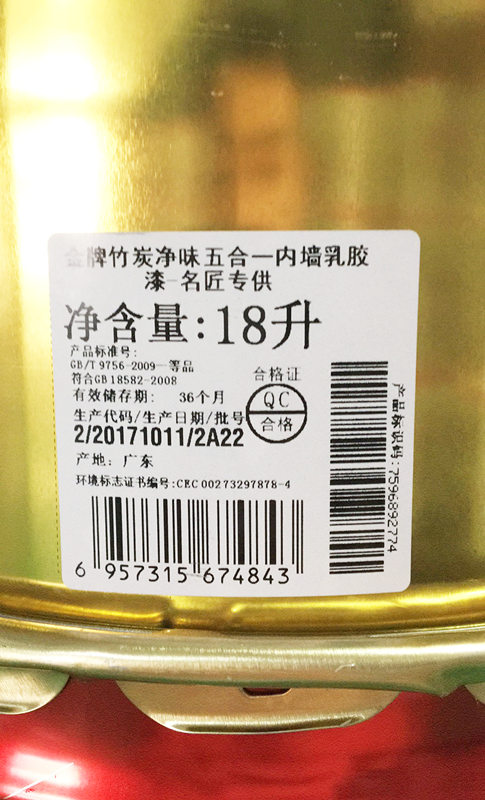 金牌竹炭净味五合一内墙乳胶
漆-名匠专供
净含量:18升
产品标准号:
GB/T 9756-2009一等品
符合GB 18582-2008
有效储存期: 36个月
生产代码/生产日期/批号
2/20171011/2A22
产地: 广东
环境标志证书编号:CEC 00273297878-4
合格证
QC
合格
6 957315 674843
产品标识码: 7596892774